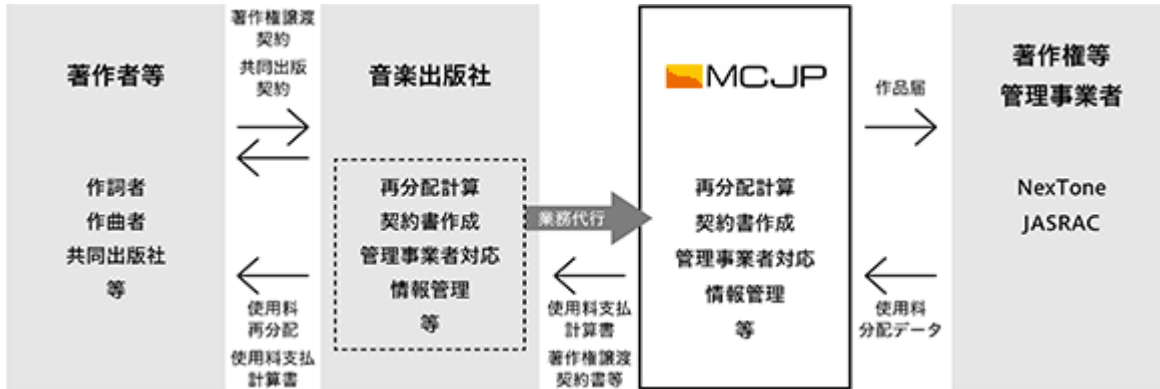 著作者等
作詞者
作曲者
共同出版社
等
著作権譲渡
契約
共同出版
契約
使用料
再分配
使用料支払
計算書
音楽出版社
再分配計算
契約書作成
管理事業者対応
情報管理
等
業務代行
使用料支払
計算書
著作権譲渡
契約書等
MCJP
再分配計算
契約書作成
管理事業者対応
情報管理
等
作品届
使用料
分配データ
著作権等
管理事業者
NexTone
JASRAC